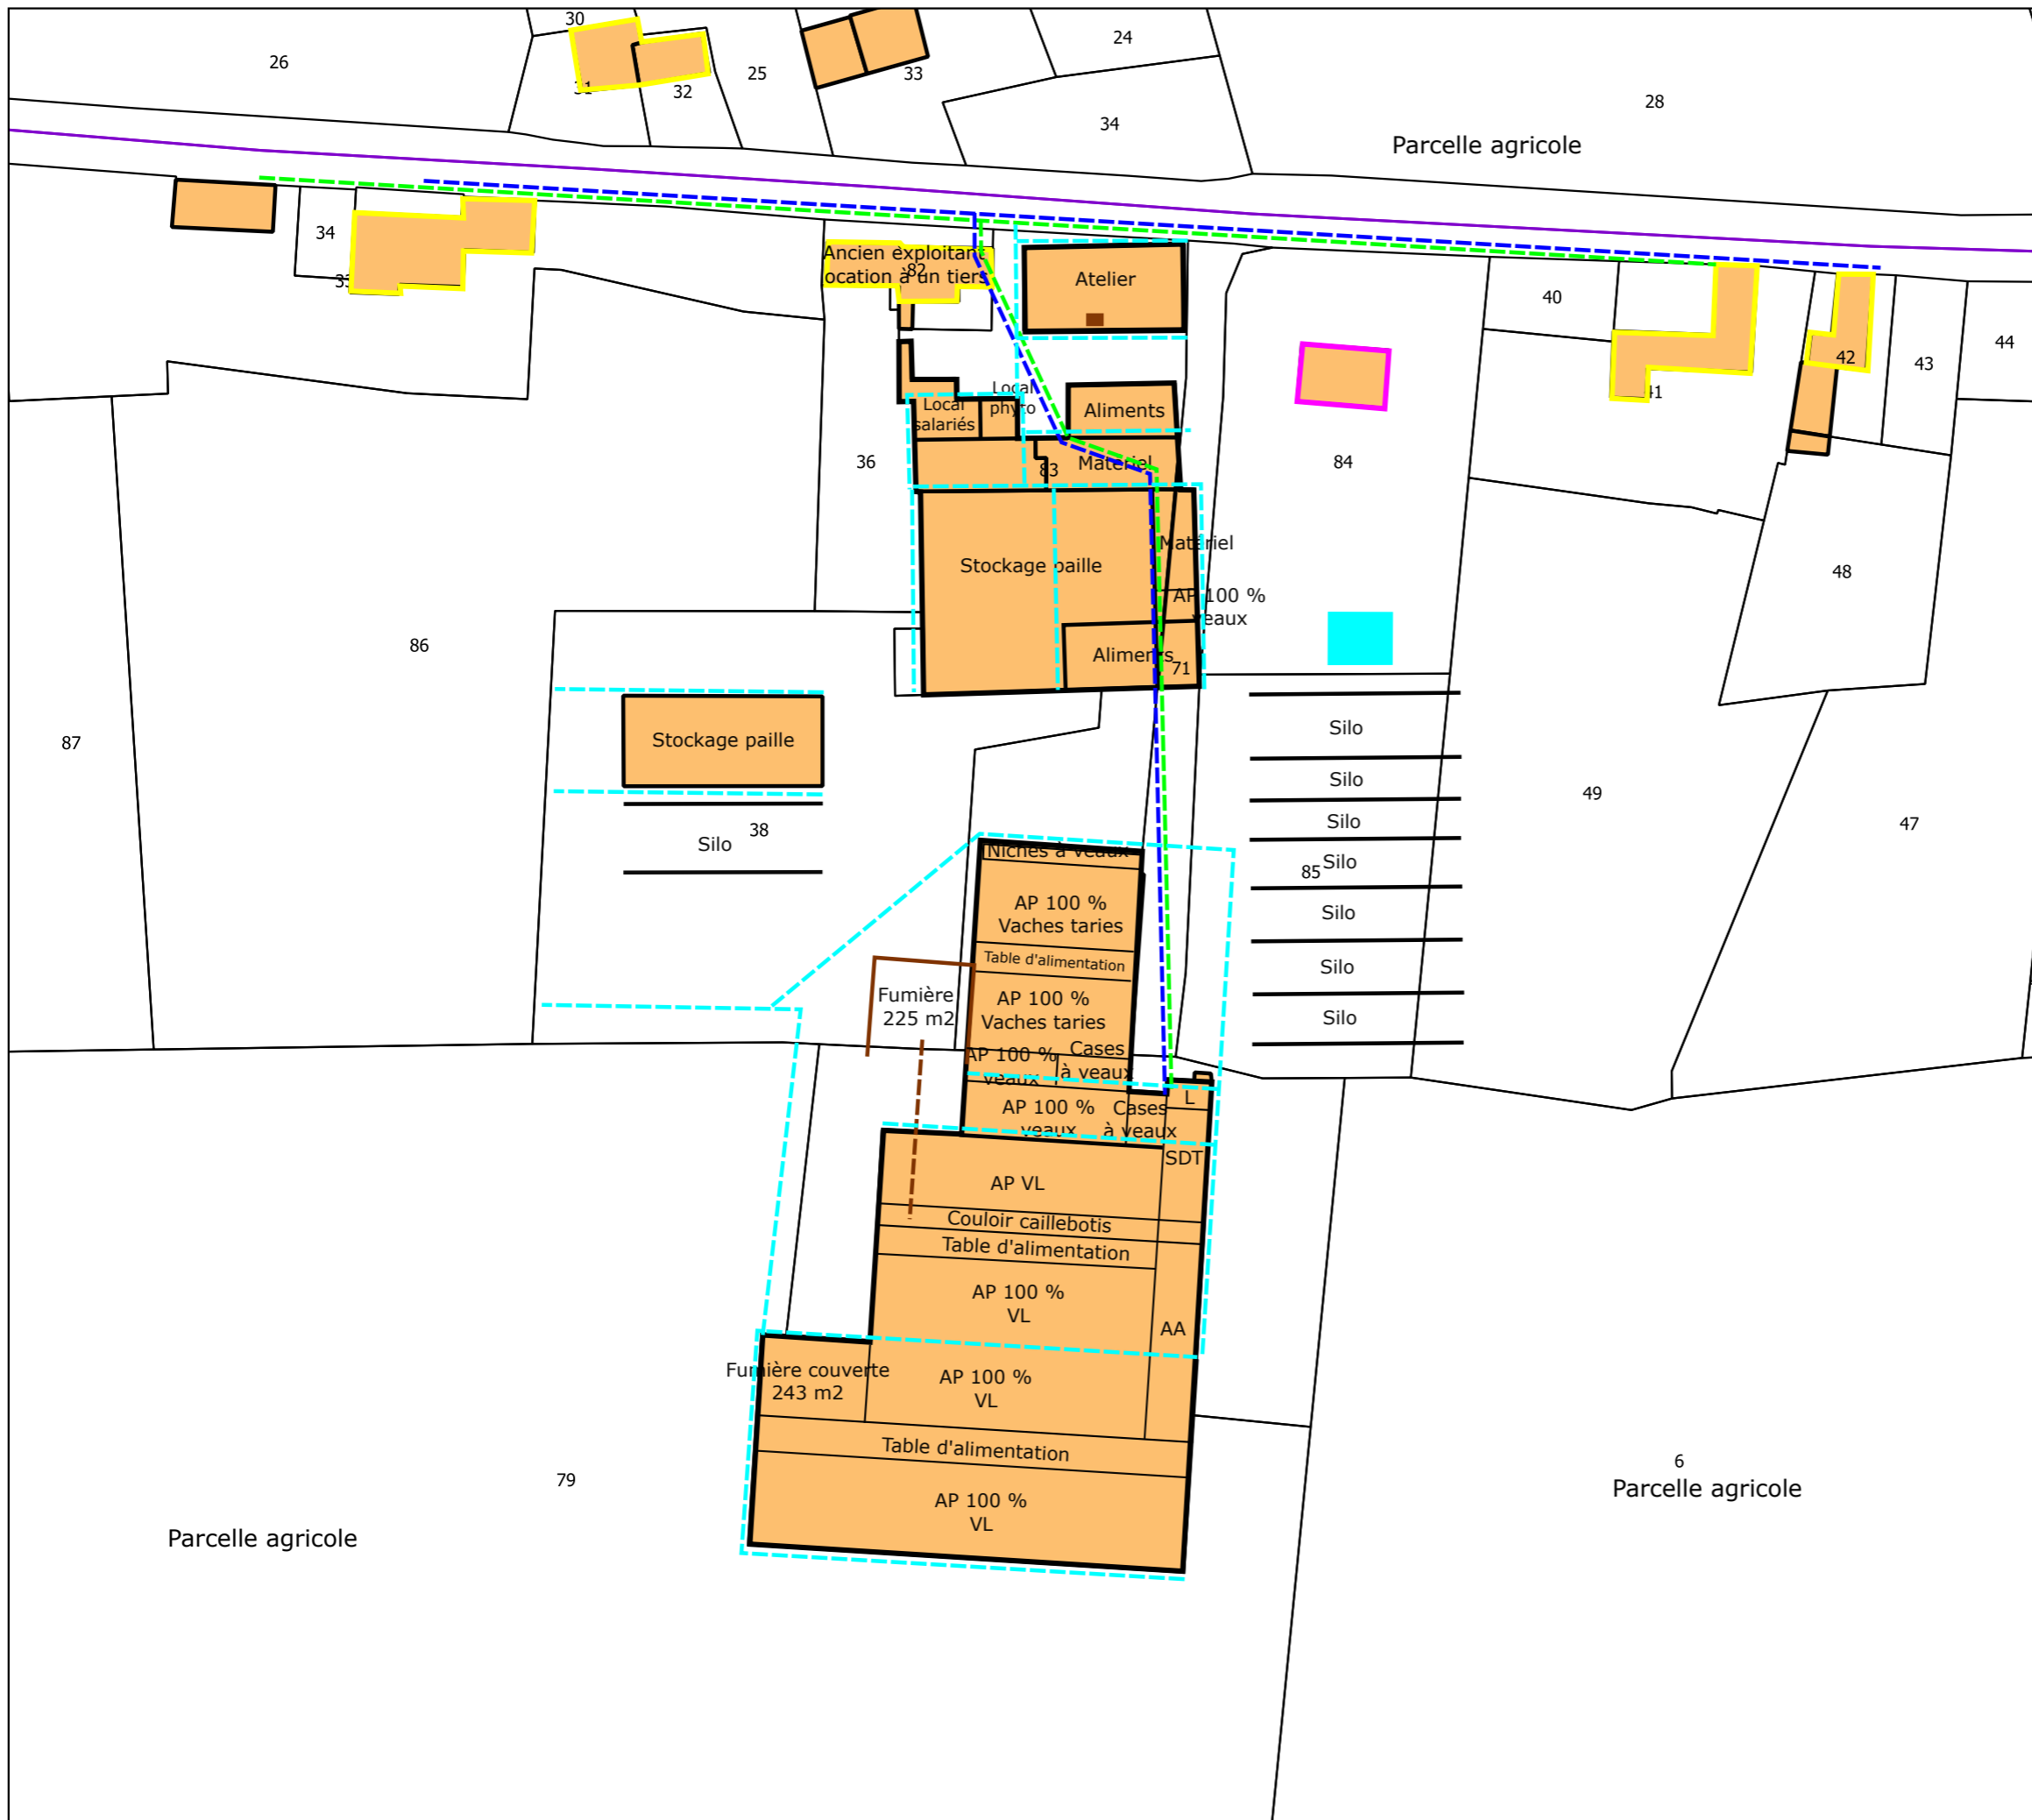 30
24
26
25
33
31
32
28
34
Parcelle agricole
34
33
Ancien exploitant
location à un tiers
82
Atelier
40
44
42
43
41
Local
phyto
Local
salariés
Aliments
36
83
Matériel
84
Stockage paille
Matériel
48
AP 100 %
veaux
86
Aliments
71
87
Stockage paille
Silo
Silo
49
38
Silo
Silo
47
Niches à veaux
85
Silo
AP 100 %
Vaches taries
Silo
Table d'alimentation
Silo
Fumière
225 m2
AP 100 %
Vaches taries
Silo
AP 100 %
veaux
Cases
à veaux
L
AP 100 %
veaux
Cases
à veaux
SDT
AP VL
Couloir caillebotis
Table d'alimentation
AP 100 %
VL
AA
Fumière couverte
243 m2
AP 100 %
VL
Table d'alimentation
6
79
Parcelle agricole
AP 100 %
VL
Parcelle agricole